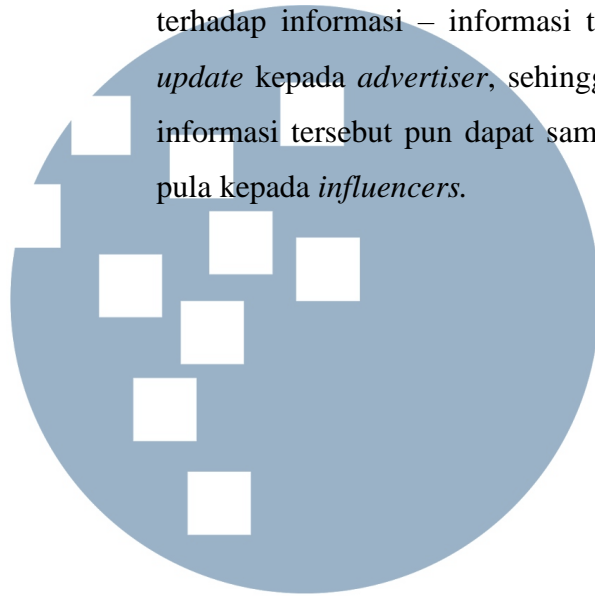 terhadap informasi – informasi
update kepada advertiser,
informasi tersebut pun dapat
pula kepada influencers.